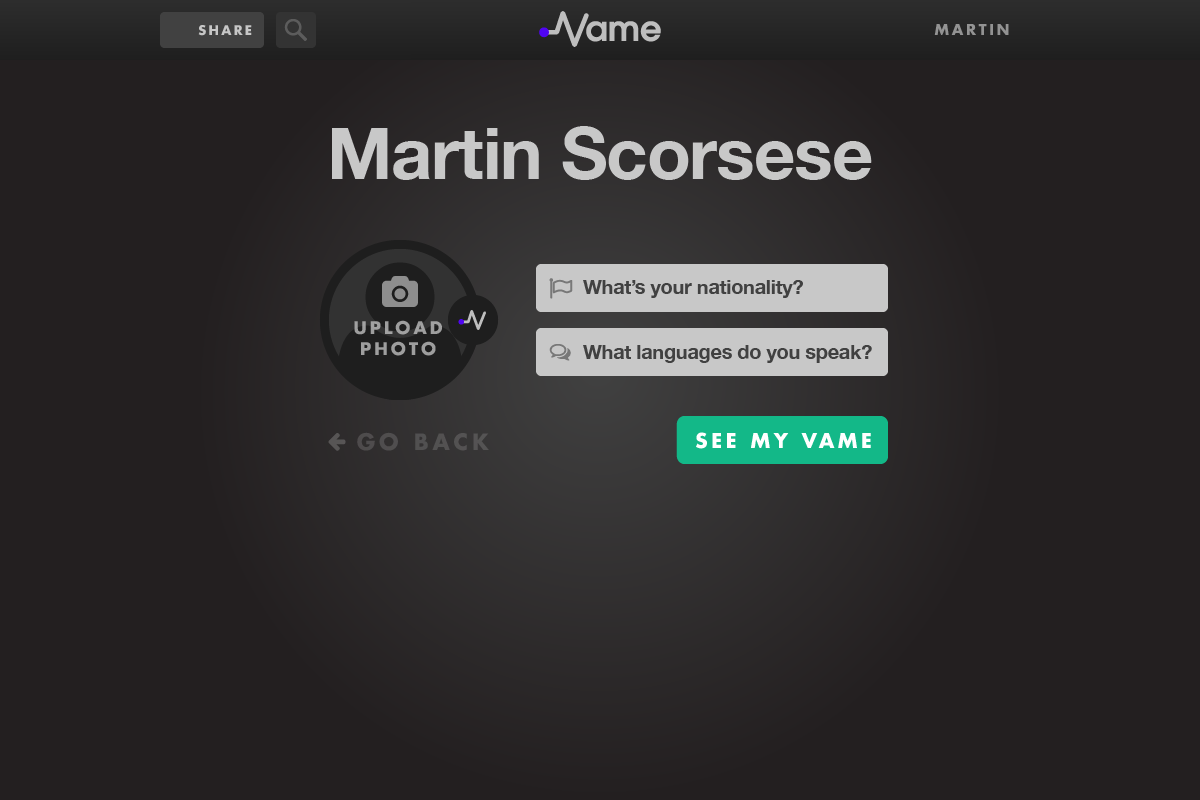 SHARE
Vame
MARTIN
Martin Scorsese
UPLOAD
PHOTO
What’s your nationality?
What languages do you speak?
GO BACK
SEE MY VAME